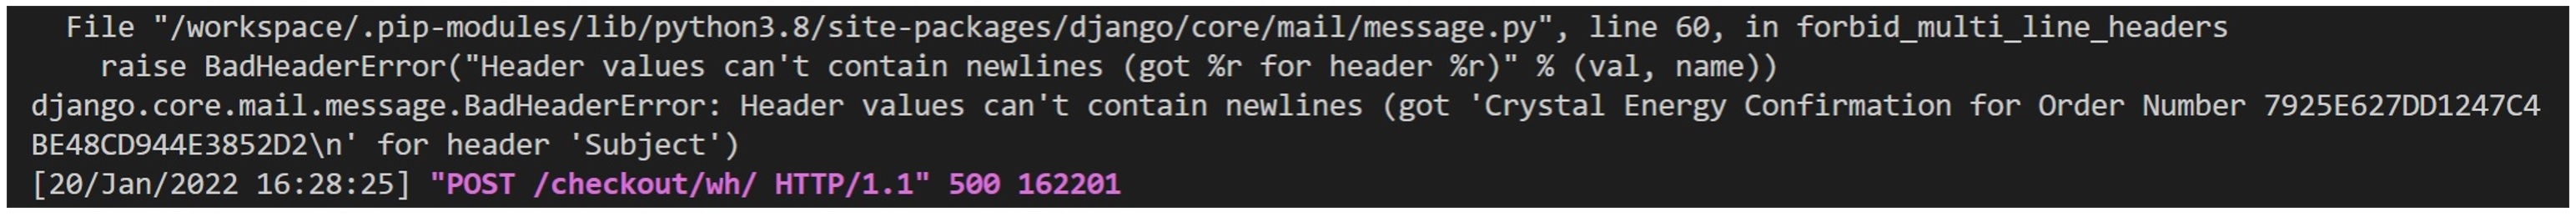 File "/workspace/.pip-modules/lib/python3.8/site-packages/django/core/mail/message.py", line 60, in forbid_multi_line_headers
raise BadHeaderError("Header values can't contain newlines (got %r for header %r)" % (val, name))
django.core.mail.message.BadHeaderError: Header values can't contain newlines (got 'Crystal Energy Confirmation for Order Number 7925E627DD1247C4
BE48CD944E3852D2\n' for header 'Subject')
[20/Jan/2022 16:28:25] "POST /checkout/wh/ HTTP/1.1" 500 162201